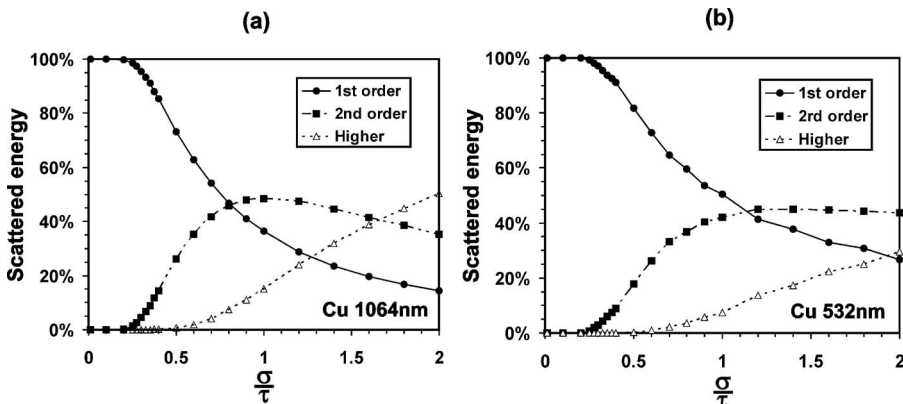 (a)
100%
80%
60%
40%
20%
0%
Scattered energy
1st order
2nd order
Higher
Cu 1064nm
0
0.5
1
1.5
2
σ
τ
(b)
100%
80%
60%
40%
20%
0%
Scattered energy
1st order
2rd order
Higher
Cu 532nm
0
0.5
1
1.5
2
σ
τ